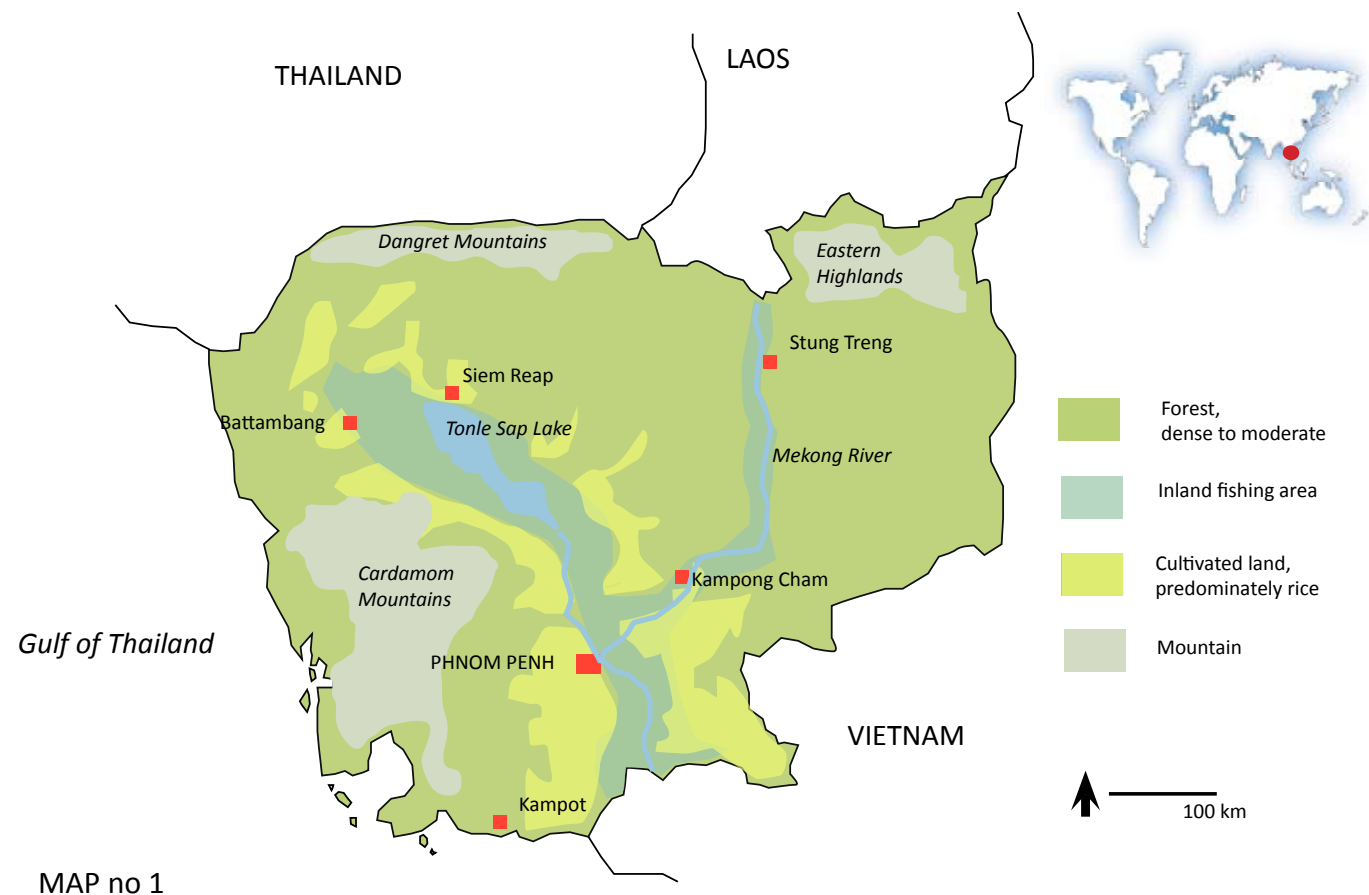 THAILAND
LAOS
Dangret Mountains
Eastern
Highlands
Stung Treng
Siem Reap
Battambang
Tonle Sap Lake
Mekong River
Forest,
dense to moderate
Inland fishing area
Cultivated land,
predominately rice
Mountain
Kampong Cham
Cardamom
Mountains
Gulf of Thailand
PHNOM PENH
VIETNAM
Kampot
100 km
MAP no 1